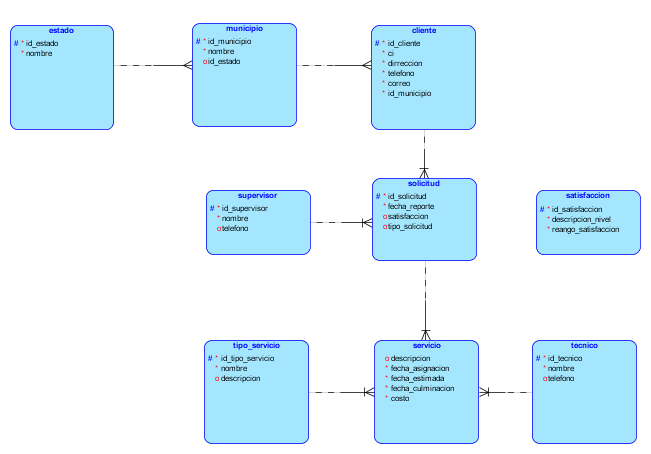 estado
# * id_estado
* nombre
municipio
# * id_municipio
* nombre
o id_estado
cliente
# * id_cliente
* ci
* dirreccion
* telefono
* correo
* id_municipio
supervisor
# * id_supervisor
* nombre
o telefono
solicitud
# * id_solicitud
* fecha_reporte
o satisfaccion
o tipo_solicitud
satisfaccion
# * id_satisfaccion
* descripcion_nivel
* reango_satisfaccion
tipo_servicio
# * id_tipo_servicio
* nombre
o descripcion
servicio
o descripcion
* fecha_asignacion
* fecha_estimada
* fecha_culminacion
* costo
tecnico
# * id_tecnico
* nombre
o telefono